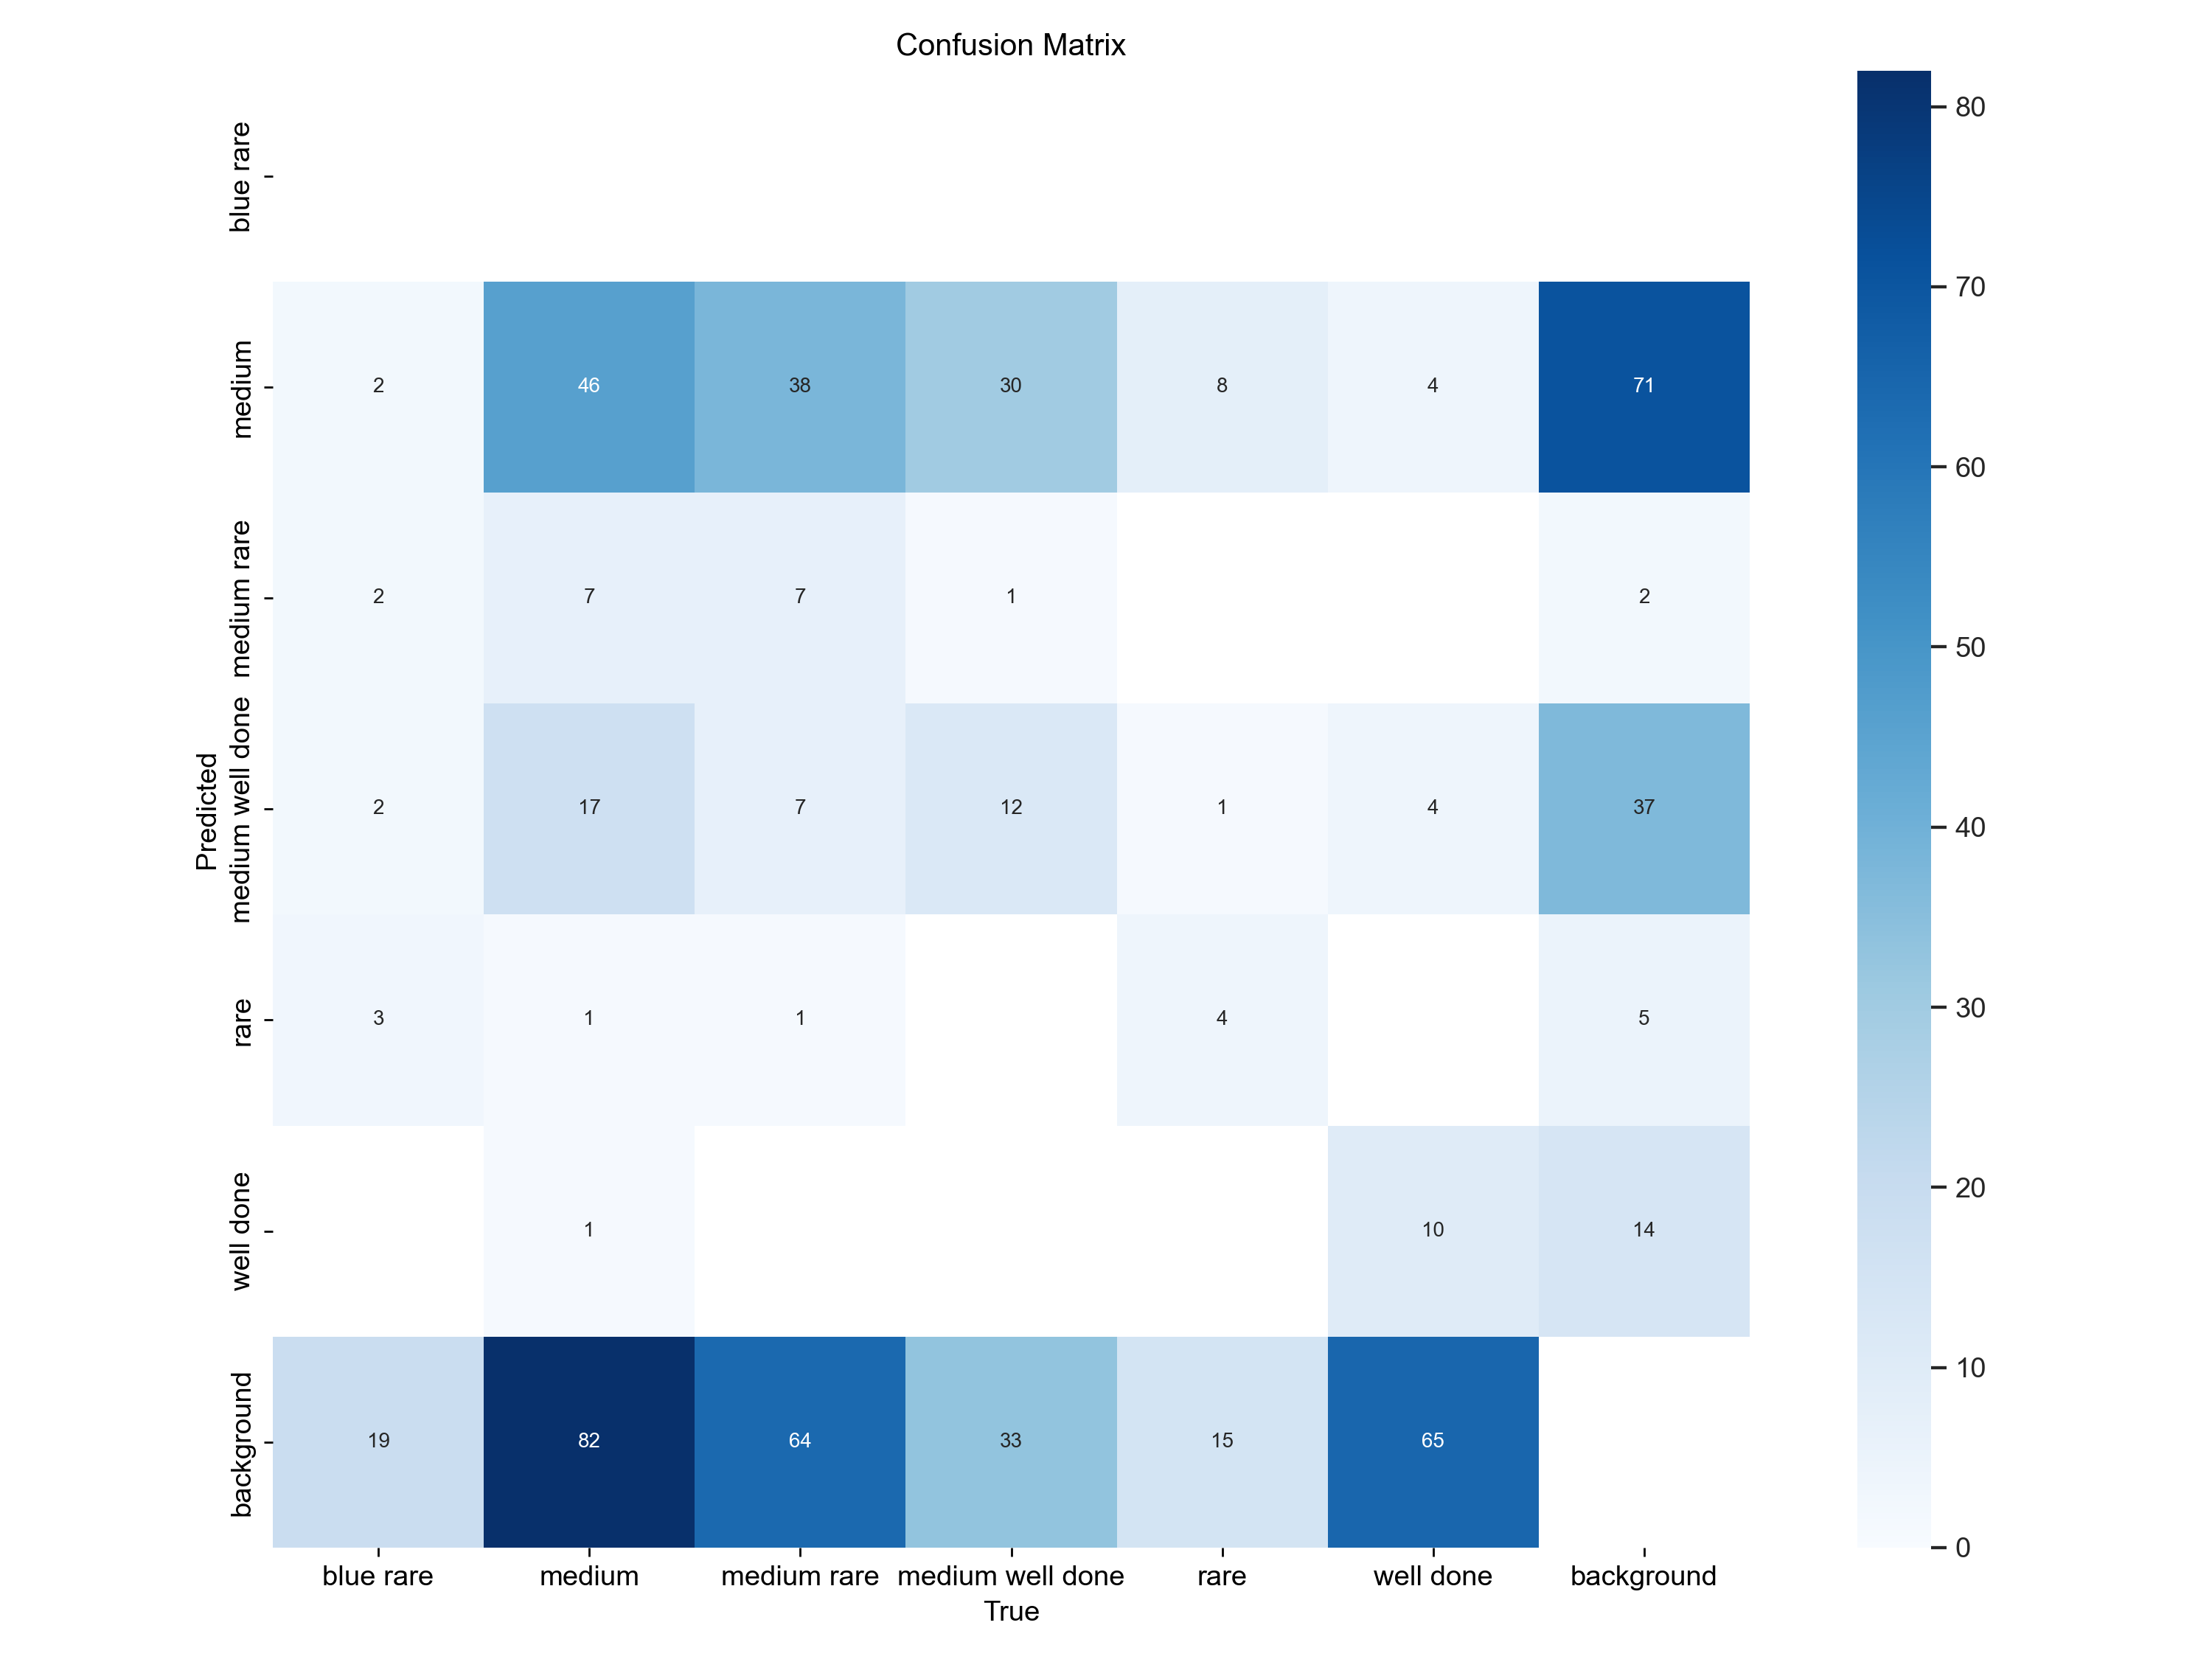 Confusion Matrix
blue rare
medium
2 46 38 30 8 4 71
medium rare
2 7 7 1 2
medium well done
2 17 7 12 1 4 37
rare
3 1 1 4 5
well done
1 10 14
background
19 82 64 33 15 65
Predicted
blue rare medium medium rare medium well done rare well done background
True
80
70
60
50
40
30
20
10
0